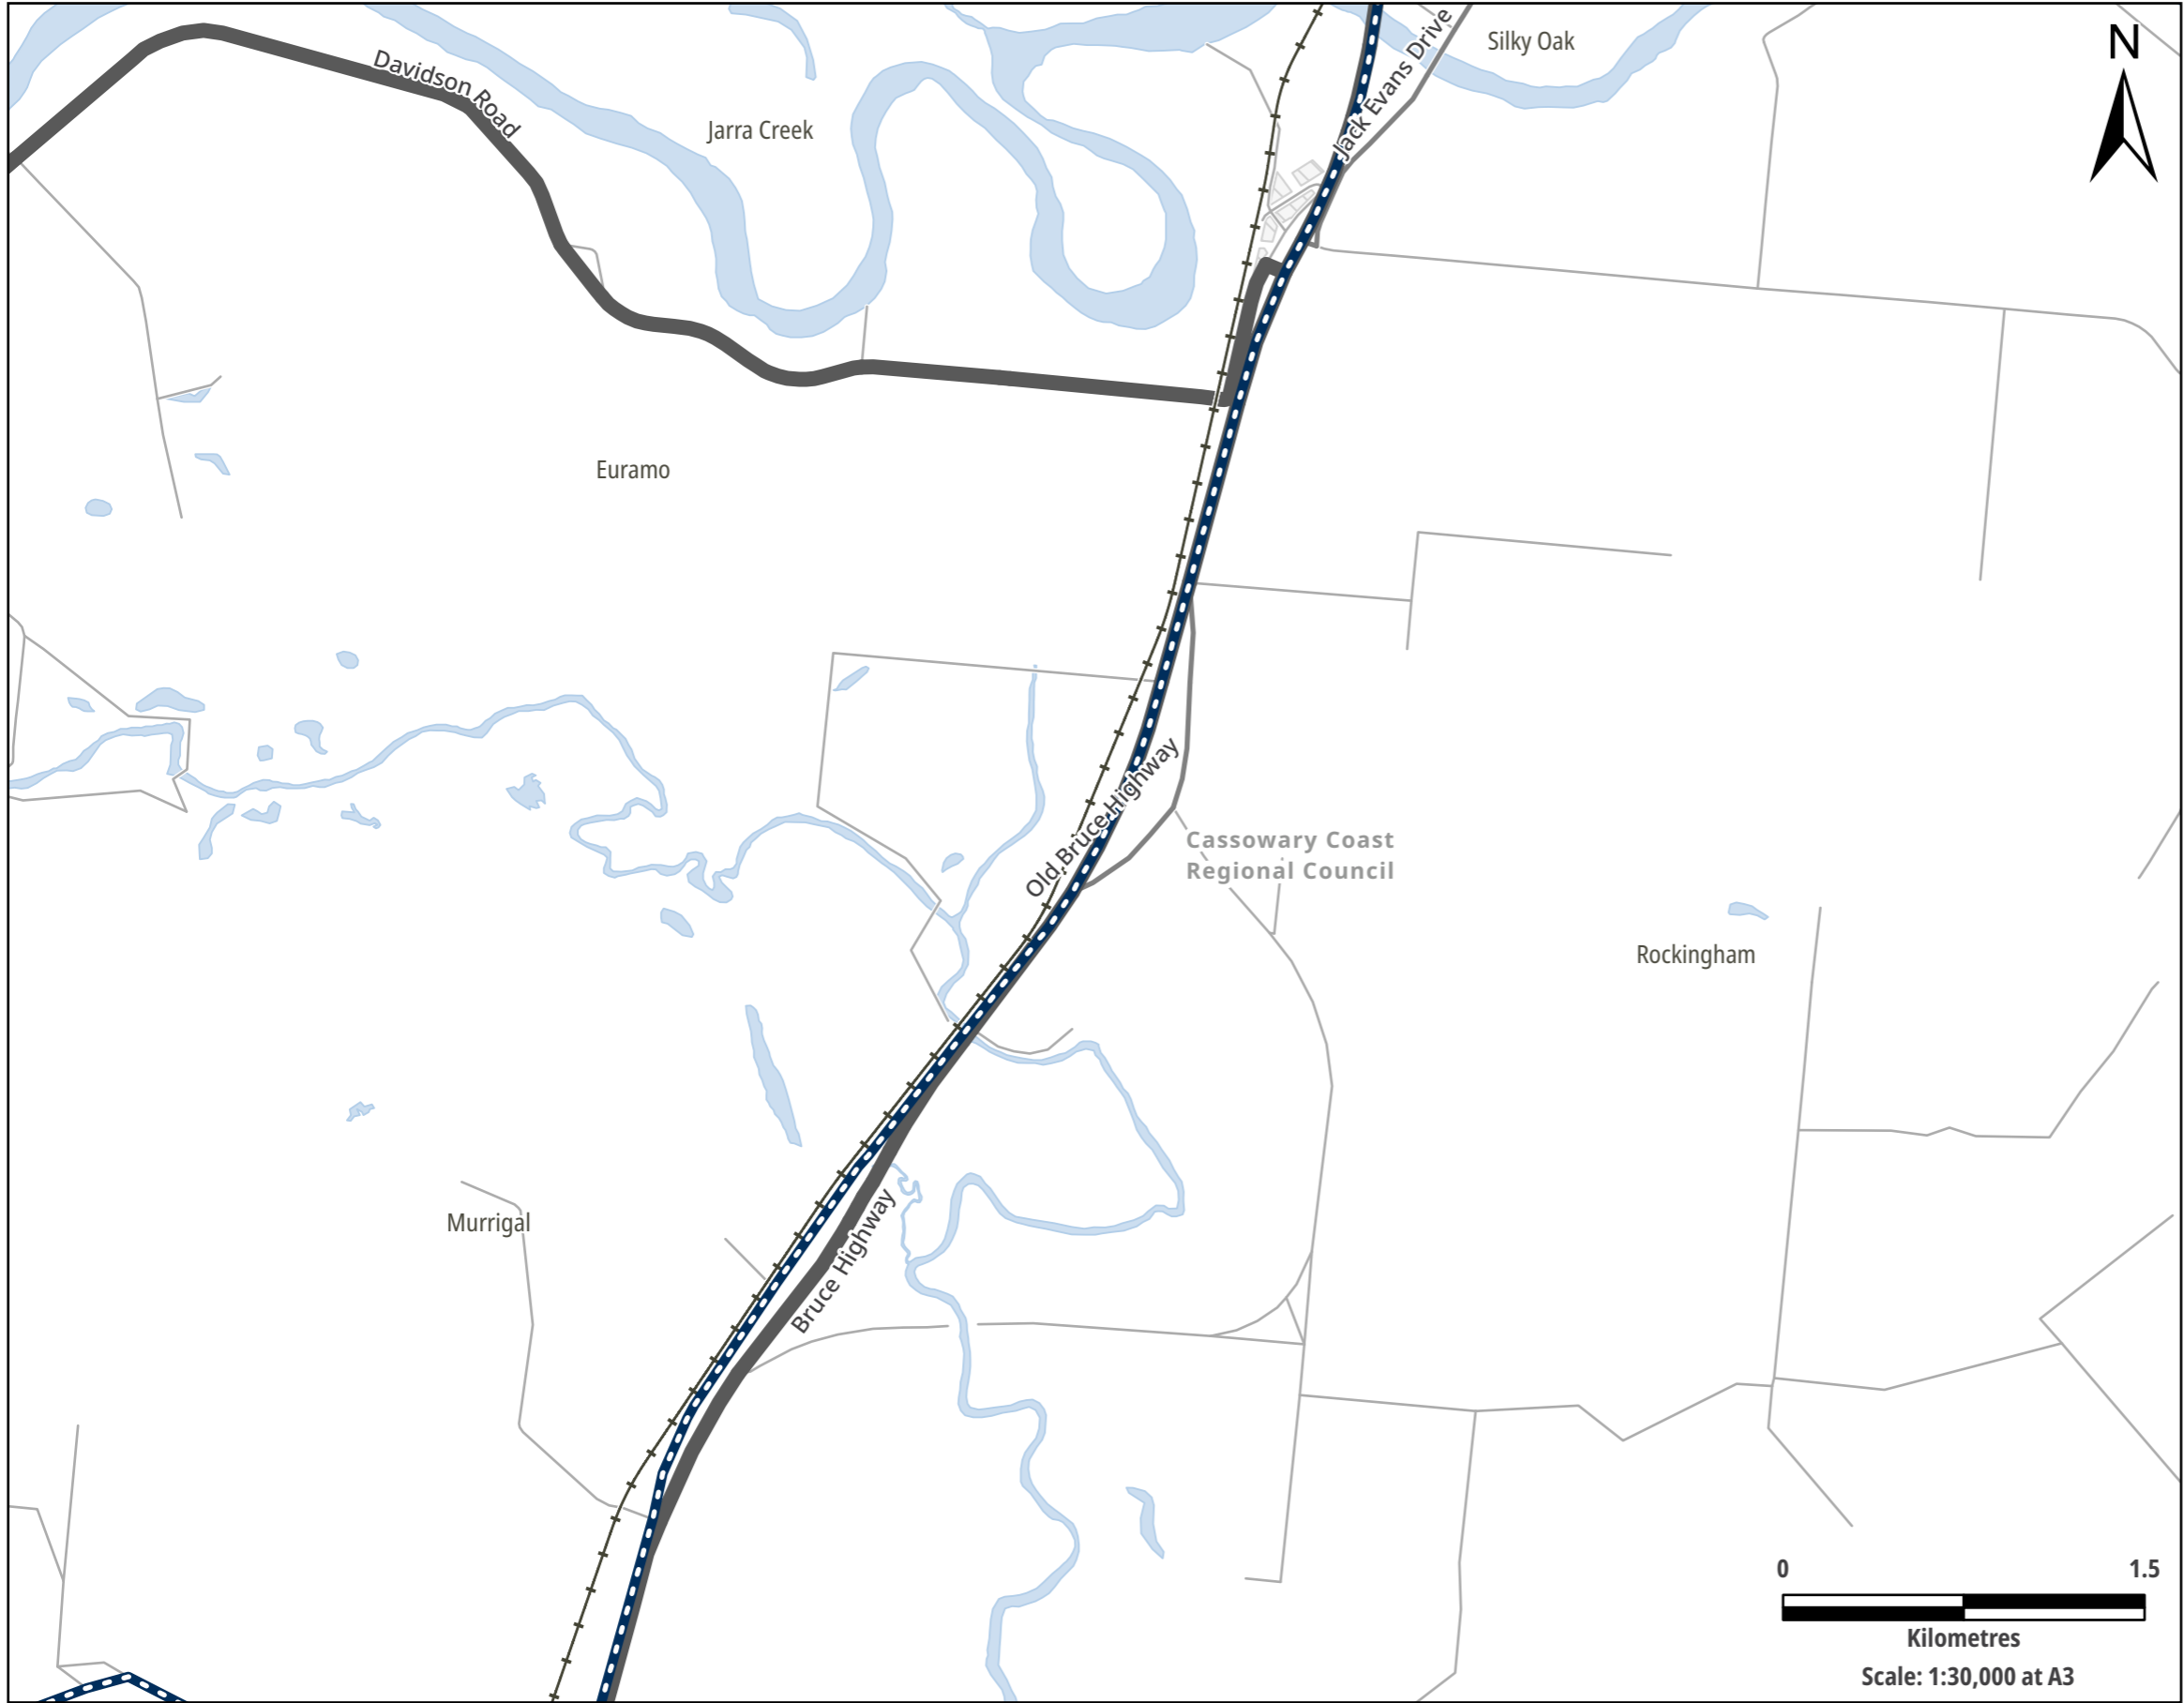 N
Silky Oak
Jack Evans Drive
Davidson Road
Jarra Creek
Euramo
Old Bruce Highway
Cassowary Coast
Regional Council
Rockingham
Murrigal
Bruce Highway
0 1.5
Kilometres
Scale: 1:30,000 at A3